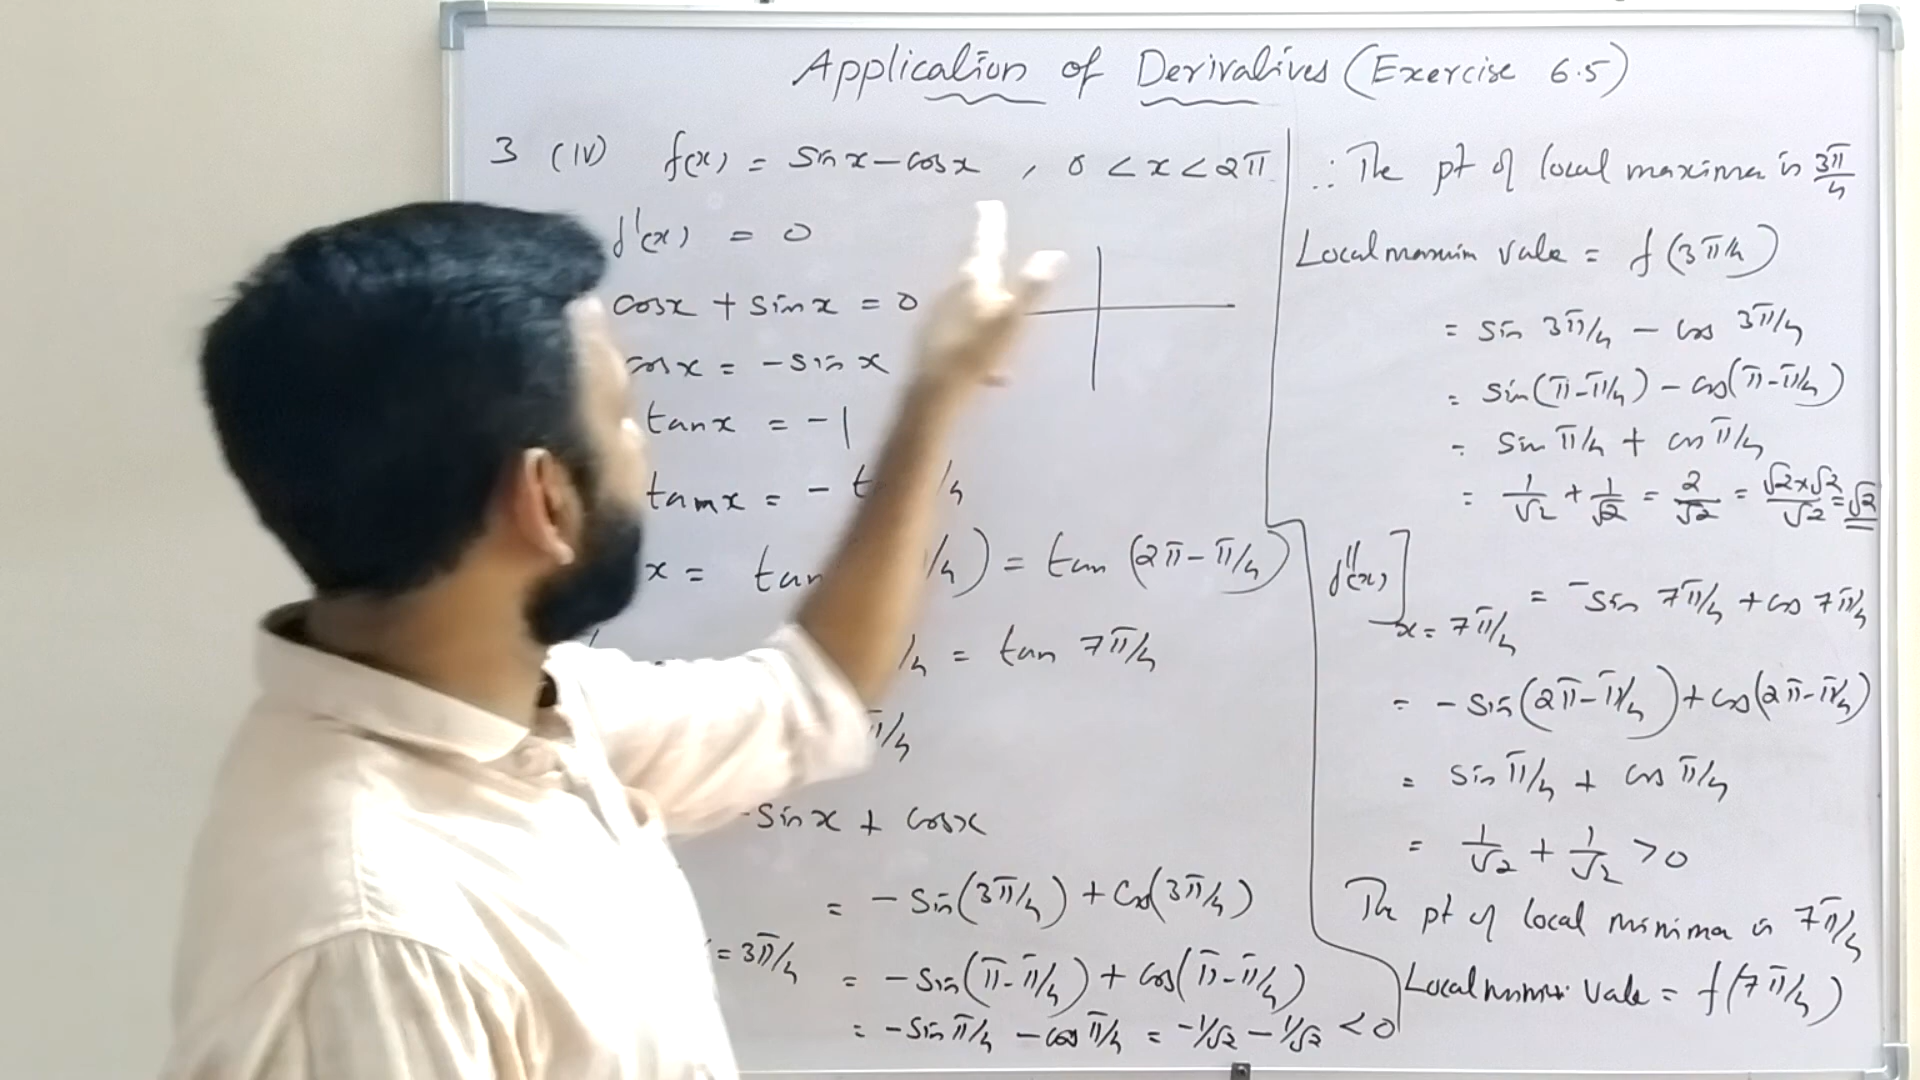 Application of Derivatives (Exercise 6.5)
3 (IV) f(x) = sin x - cos x , 0 < x < 2π
f'(x) = 0
cosx + sin x = 0
cos x = - sin x
tan x = -1
tan x = - t /4
x = tan /4) = tan (2π - π/4)
/4 = tan 7π/4
π/4
- sin x + cos x
= - sin(3π/4) + cos(3π/4)
= 3π/4
= - sin(π - π/4) + cos(π - π/4)
= - sin π/4 - cos π/4 = -1/√2 - 1/√2 < 0
∴ The pt of local maxima is 3π/4
Local maximum value = f(3π/4)
= sin 3π/4 - cos 3π/4
= sin(π - π/4) - cos(π - π/4)
= sin π/4 + cos π/4
= 1/√2 + 1/√2 = 2/√2 = √2×√2/√2 = √2
f''(x)] x = 7π/4 = - sin 7π/4 + cos 7π/4
= - sin(2π - π/4) + cos(2π - π/4)
= sin π/4 + cos π/4
= 1/√2 + 1/√2 > 0
The pt of local minima is 7π/4
Local minimum value = f(7π/4)